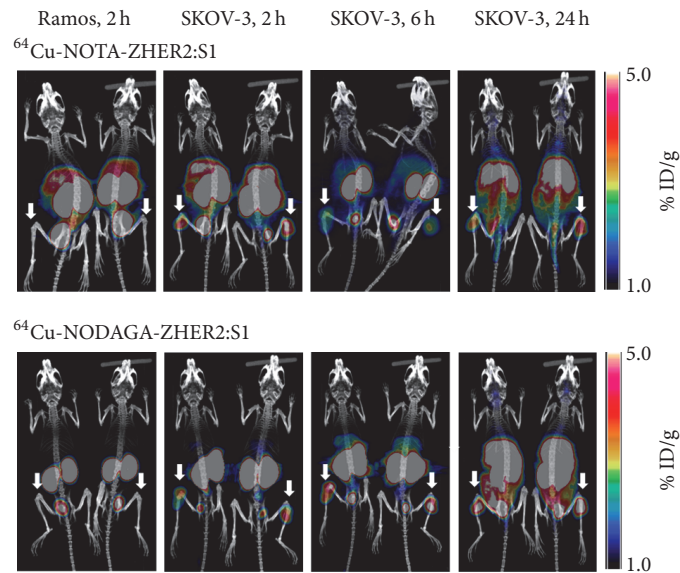 Ramos, 2 h SKOV-3, 2 h SKOV-3, 6 h SKOV-3, 24 h
⁶⁴Cu-NOTA-ZHER2:S1
5.0
% ID/g
1.0
⁶⁴Cu-NODAGA-ZHER2:S1
5.0
% ID/g
1.0